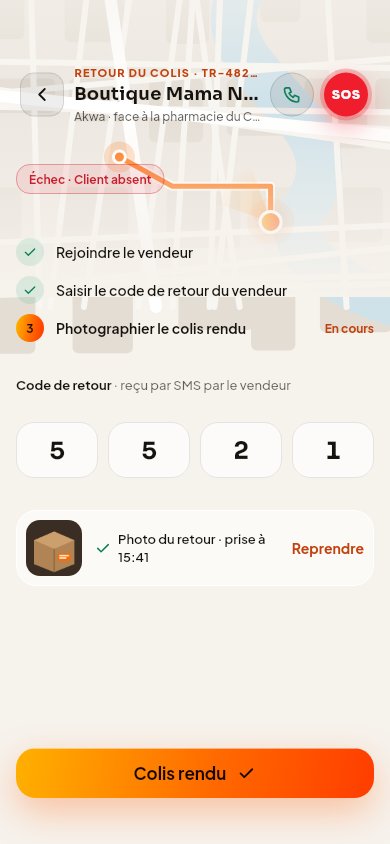 RETOUR DU COLIS · TR-482…
Boutique Mama N…
Akwa · face à la pharmacie du C…
SOS
Échec · Client absent
Rejoindre le vendeur
Saisir le code de retour du vendeur
3 Photographier le colis rendu En cours
Code de retour · reçu par SMS par le vendeur
5 5 2 1
Photo du retour · prise à
15:41
Reprendre
Colis rendu